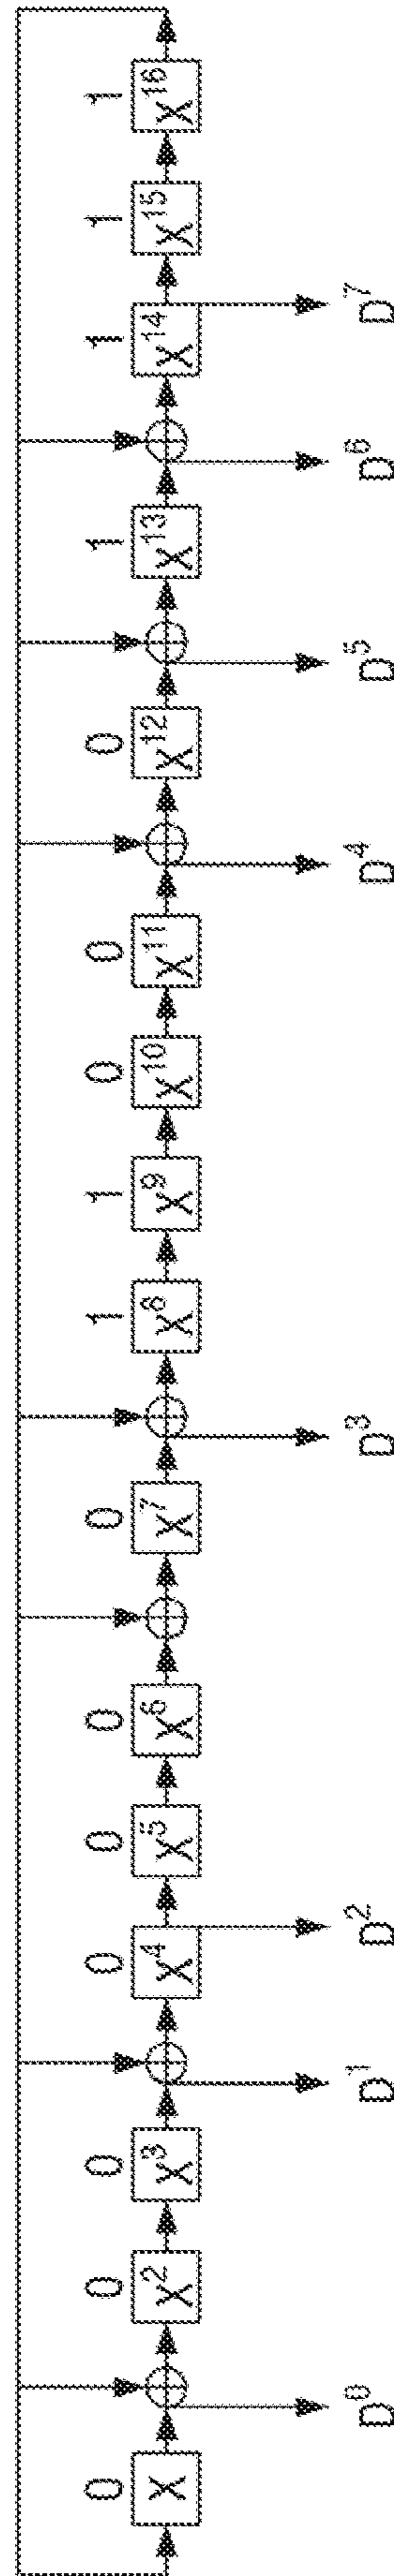 0 0 0 0 0 0 0 1 1 0 0 0 1 1 1 1
X X² X³ X⁴ X⁵ X⁶ X⁷ X⁸ X⁹ X¹⁰ X¹¹ X¹² X¹³ X¹⁴ X¹⁵ X¹⁶
D⁰ D¹ D² D³ D⁴ D⁵ D⁶ D⁷